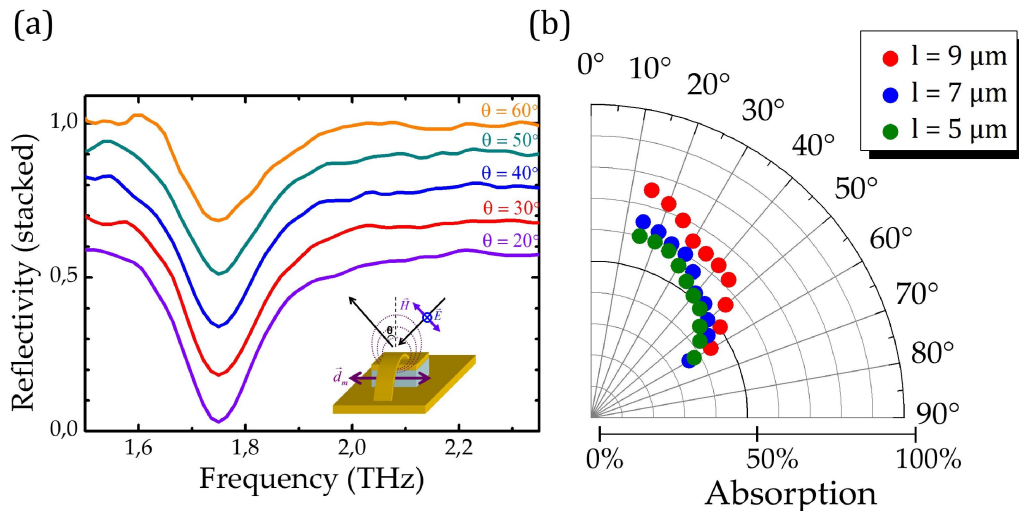 (a)
(b)
l = 9 μm
l = 7 μm
l = 5 μm
Reflectivity (stacked)
1,0
0,5
0,0
θ = 60°
θ = 50°
θ = 40°
θ = 30°
θ = 20°
H
E
θ
d m
1,6
1,8
2,0
2,2
Frequency (THz)
0°
10°
20°
30°
40°
50°
60°
70°
80°
90°
0%
50%
100%
Absorption